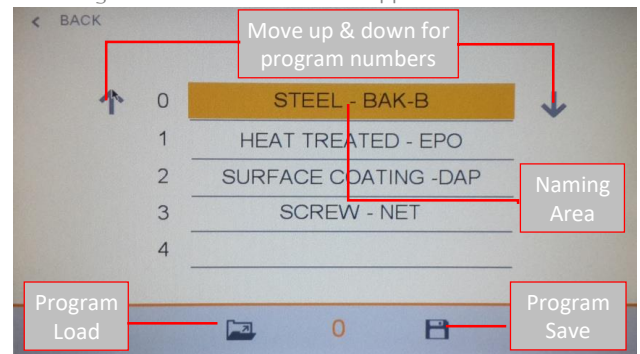 < BACK
Move up & down for
program numbers
0 STEEL - BAK-B
1 HEAT TREATED - EPO
2 SURFACE COATING -DAP
3 SCREW - NET
4
Naming
Area
Program
Load
0
Program
Save